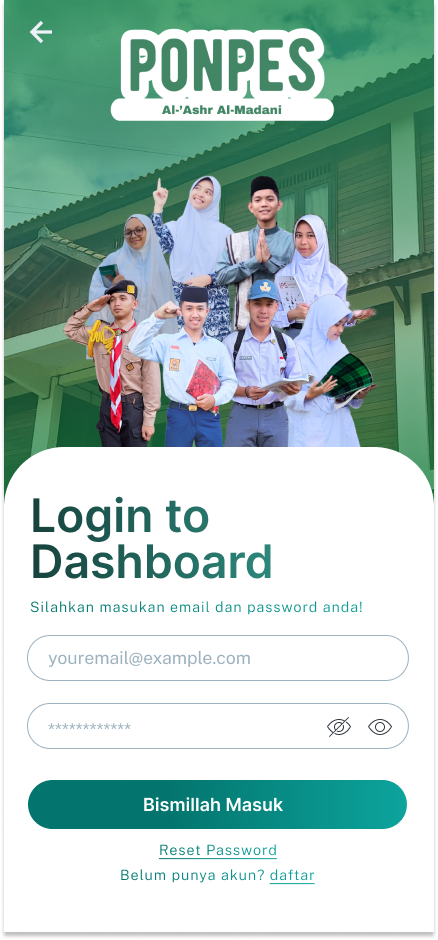 PONPES
Al-'Ashr Al-Madani
Login to
Dashboard
Silahkan masukan email dan password anda!
youremail@example.com
************
Bismillah Masuk
Reset Password
Belum punya akun? daftar